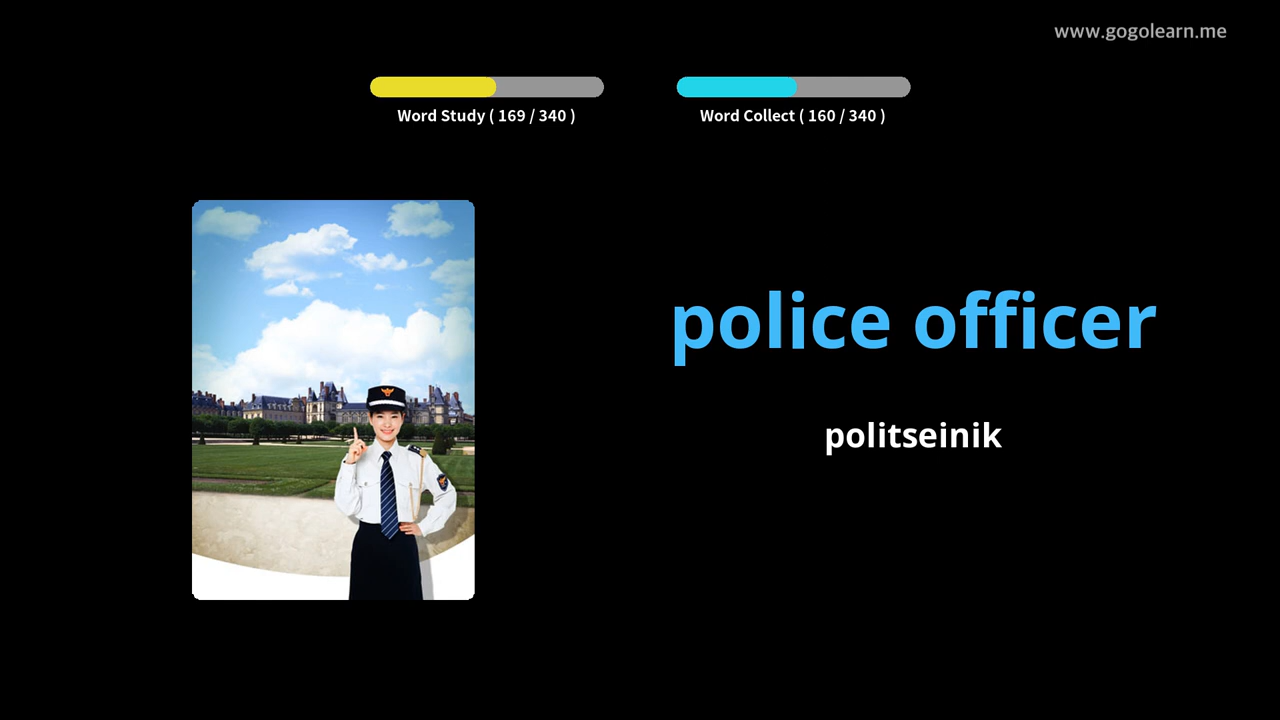 www.gogolearn.me
Word Study ( 169 / 340 )
Word Collect ( 160 / 340 )
police officer
politseinik